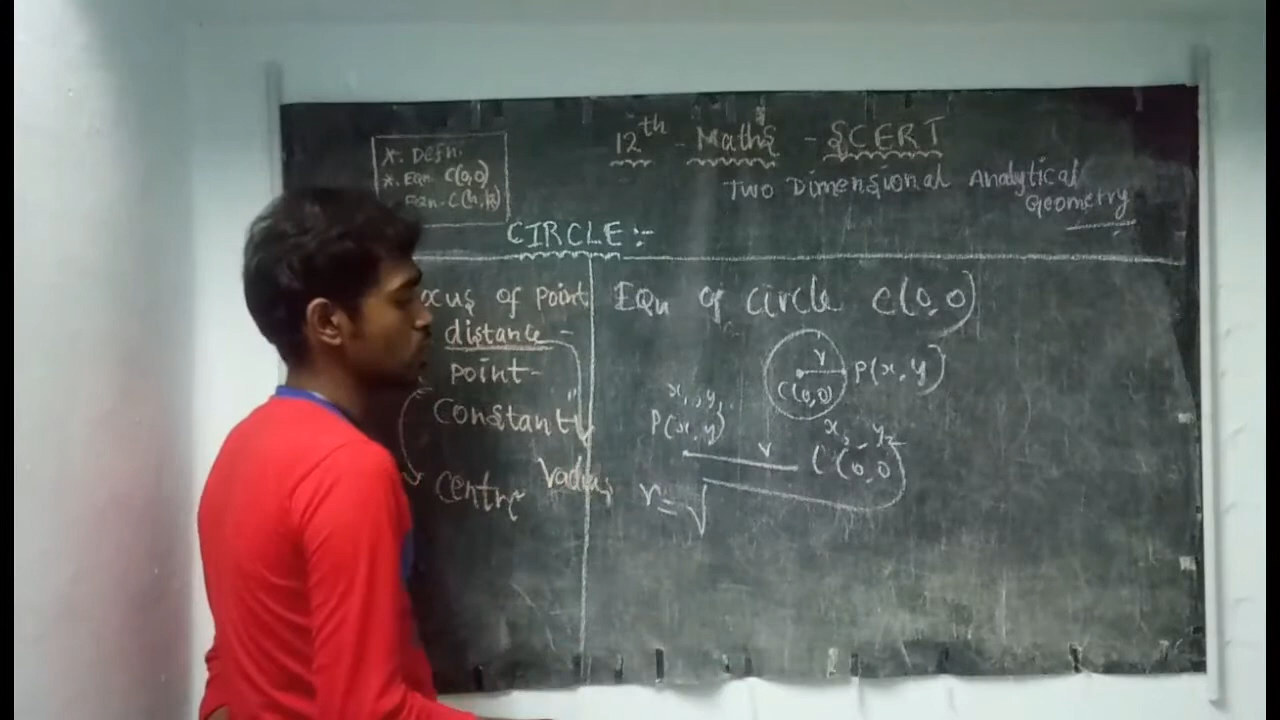 12th - Maths - SCERT
Two Dimensional Analytical
Geometry
*. Defn.
*. Eqn C(0,0)
Eqn. C(h,k)
CIRCLE:-
xus of point
distance -
point -
constant
centre radius
Eqn of circle C(0,0)
r
C(0,0) P(x,y)
x₁, y₁
P(x,y)
x₂ - y₂
r C(0,0)
r = √